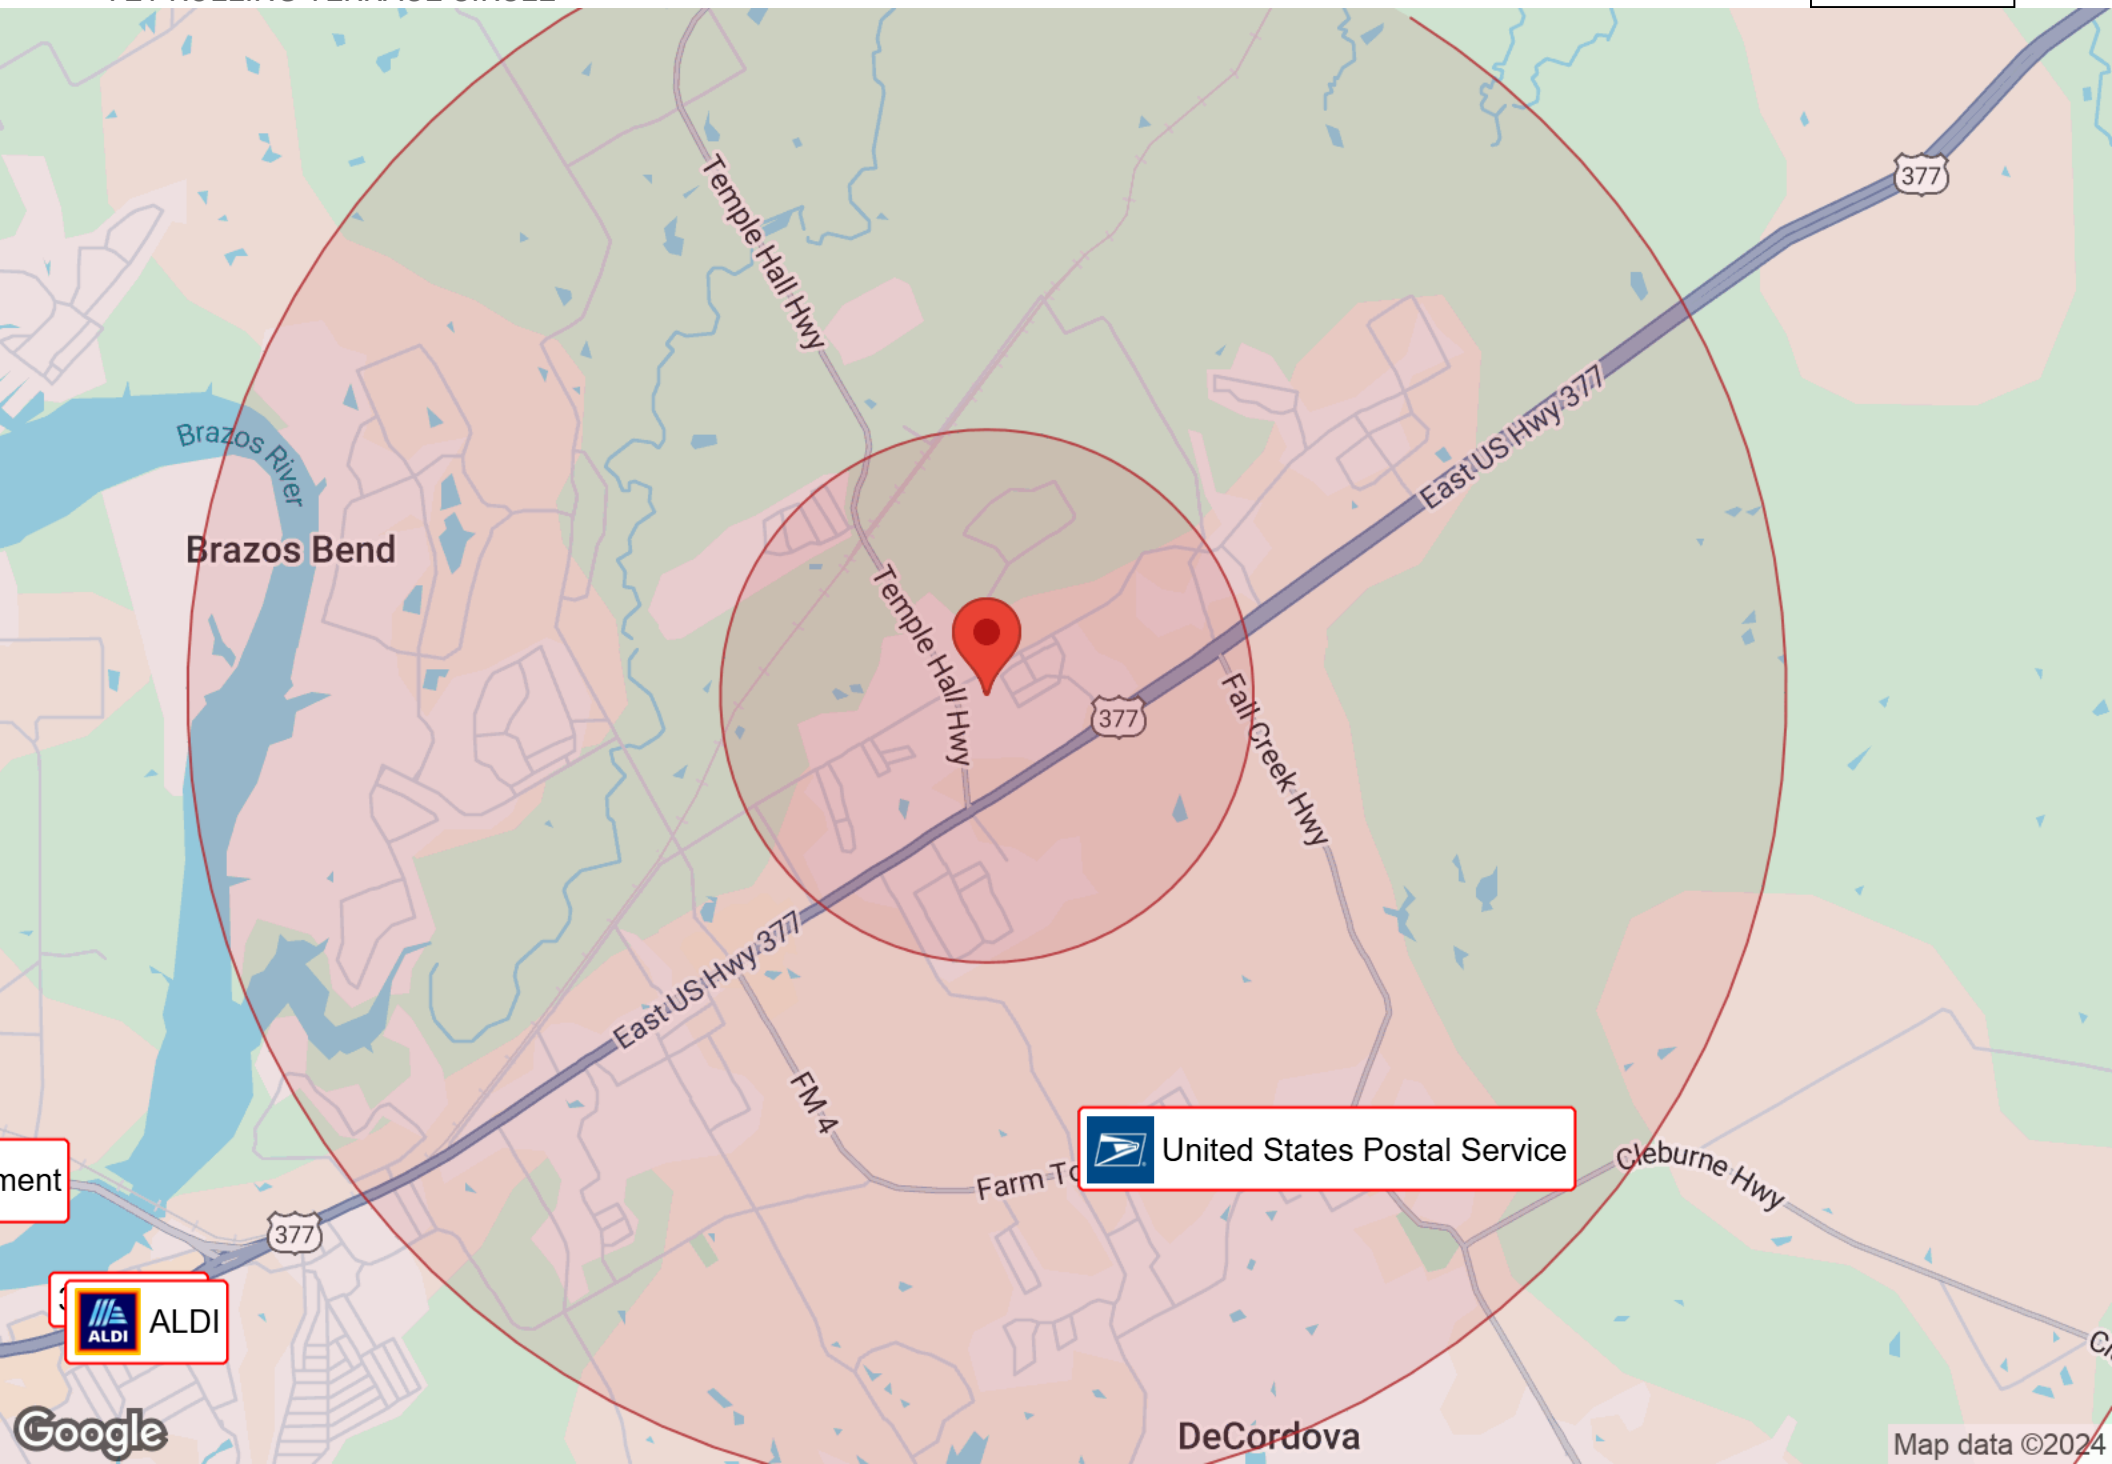 377
Temple Hall Hwy
East US Hwy 377
Brazos River
Brazos Bend
Temple Hall Hwy
377
Fall Creek Hwy
East US Hwy 377
FM 4
United States Postal Service
Cleburne Hwy
ment
377
ALDI
ALDI
Google
DeCordova
Map data ©2024